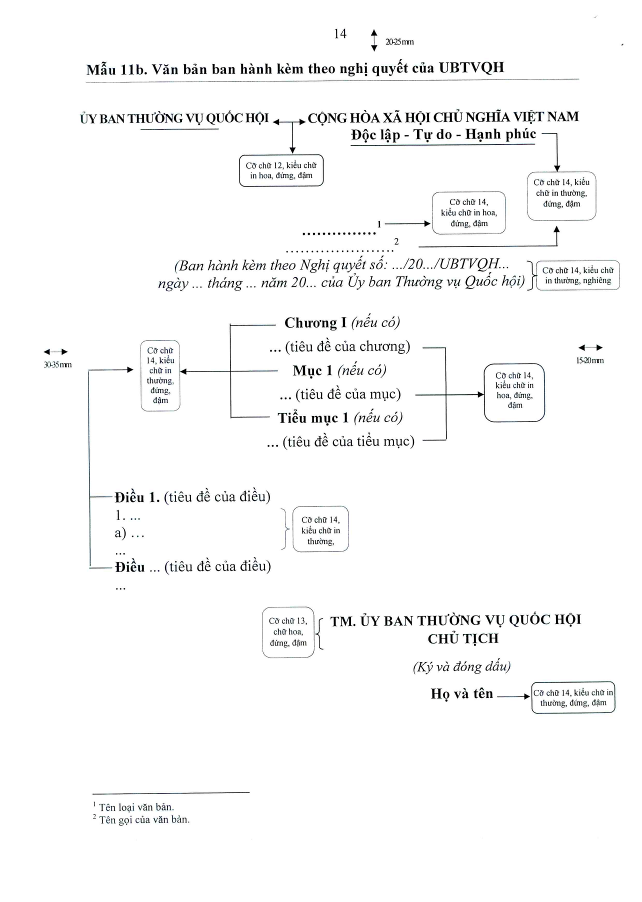 14
20-25mm
Mẫu 11b. Văn bản ban hành kèm theo nghị quyết của UBTVQH
ỦY BAN THƯỜNG VỤ QUỐC HỘI CỘNG HÒA XÃ HỘI CHỦ NGHĨA VIỆT NAM
Độc lập - Tự do - Hạnh phúc
Cỡ chữ 12, kiểu chữ
in hoa, đứng, đậm
Cỡ chữ 14, kiểu
chữ in thường,
đứng, đậm
Cỡ chữ 14,
kiểu chữ in hoa,
đứng, đậm
...............1
......................2
(Ban hành kèm theo Nghị quyết số: .../20.../UBTVQH...
ngày ... tháng ... năm 20... của Ủy ban Thường vụ Quốc hội)
Cỡ chữ 14, kiểu chữ
in thường, nghiêng
Chương I (nếu có)
... (tiêu đề của chương)
Mục 1 (nếu có)
... (tiêu đề của mục)
Tiểu mục 1 (nếu có)
... (tiêu đề của tiểu mục)
30-35mm
Cỡ chữ
14, kiểu
chữ in
thường,
đứng,
đậm
15-20mm
Cỡ chữ 14,
kiểu chữ in
hoa, đứng,
đậm
Điều 1. (tiêu đề của điều)
1. ...
a) ...
...
Điều ... (tiêu đề của điều)
...
Cỡ chữ 14,
kiểu chữ in
thường,
Cỡ chữ 13,
chữ hoa,
đứng, đậm
TM. ỦY BAN THƯỜNG VỤ QUỐC HỘI
CHỦ TỊCH
(Ký và đóng dấu)
Họ và tên
Cỡ chữ 14, kiểu chữ in
thường, đứng, đậm
1 Tên loại văn bản.
2 Tên gọi của văn bản.